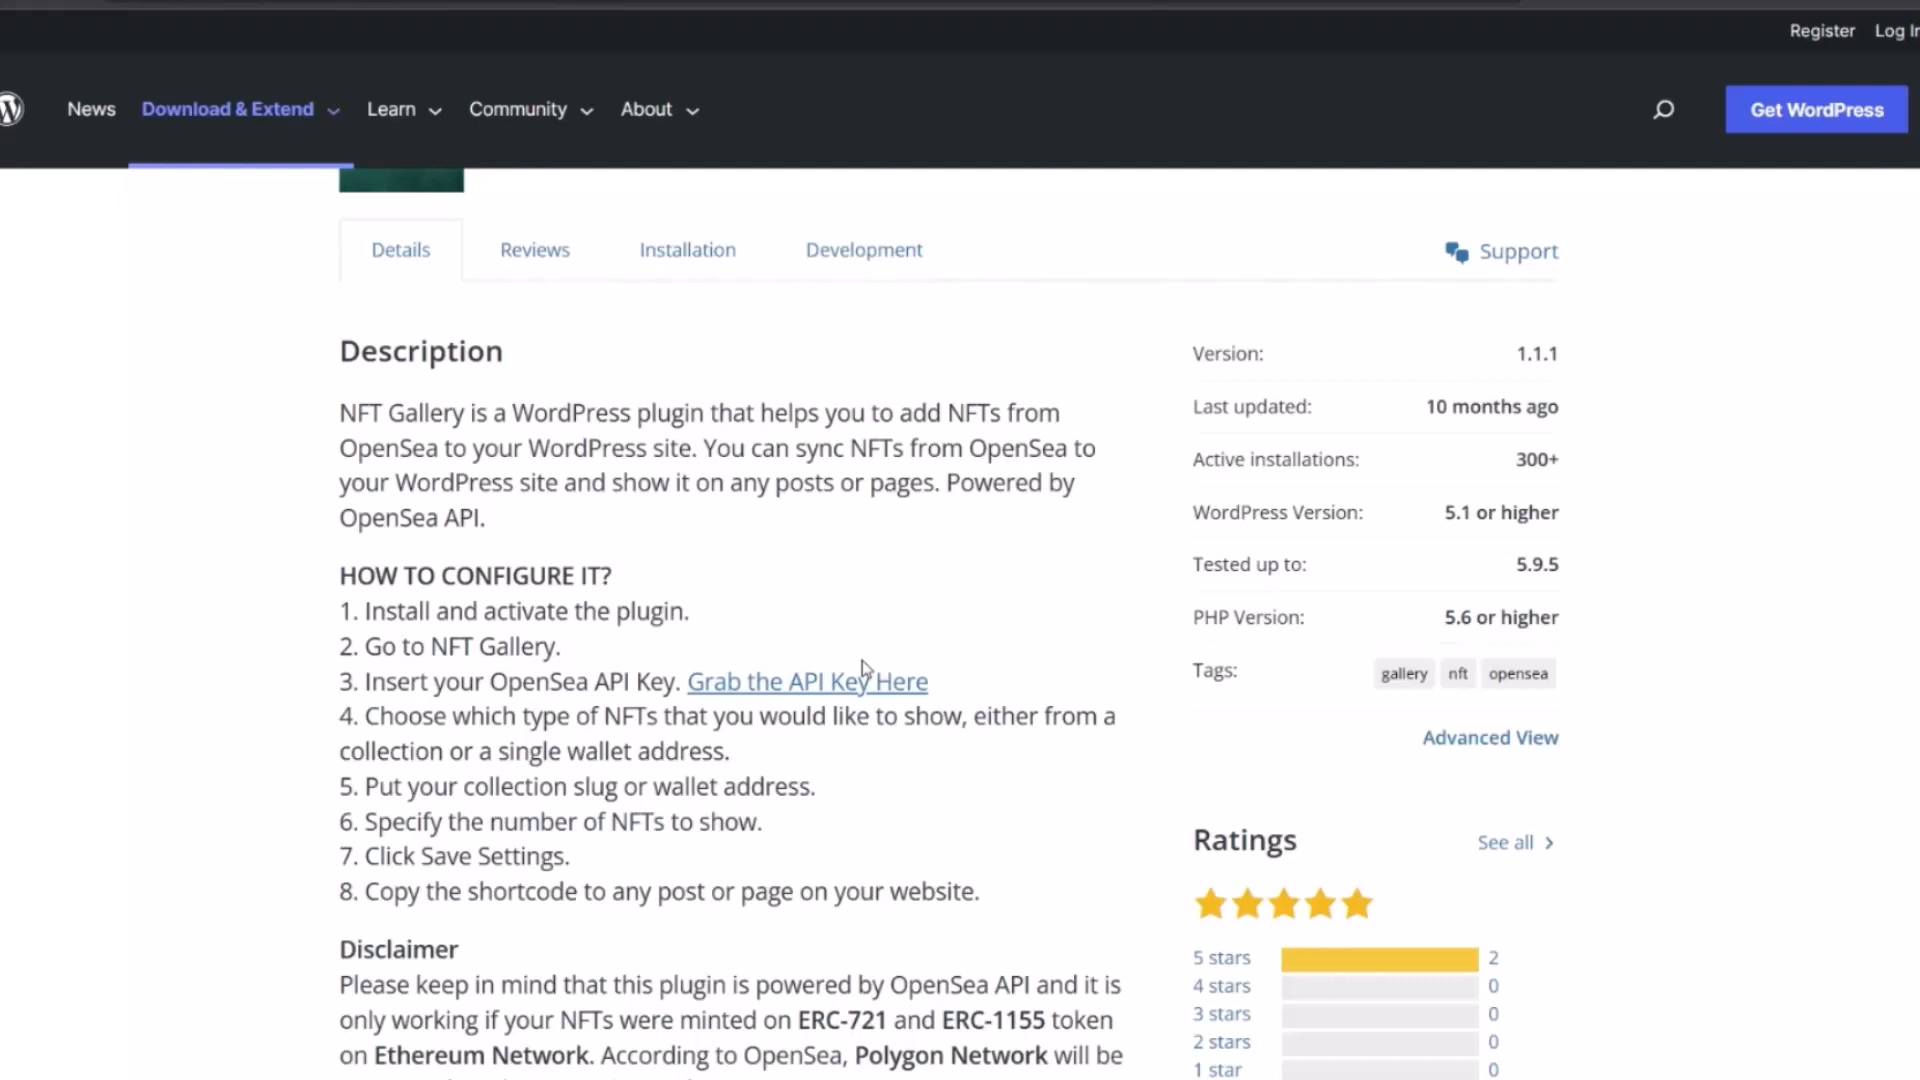 Register Log In
News Download & Extend Learn Community About Get WordPress
Details Reviews Installation Development Support
Description
NFT Gallery is a WordPress plugin that helps you to add NFTs from
OpenSea to your WordPress site. You can sync NFTs from OpenSea to
your WordPress site and show it on any posts or pages. Powered by
OpenSea API.
HOW TO CONFIGURE IT?
1. Install and activate the plugin.
2. Go to NFT Gallery.
3. Insert your OpenSea API Key. Grab the API Key Here
4. Choose which type of NFTs that you would like to show, either from a
collection or a single wallet address.
5. Put your collection slug or wallet address.
6. Specify the number of NFTs to show.
7. Click Save Settings.
8. Copy the shortcode to any post or page on your website.
Disclaimer
Please keep in mind that this plugin is powered by OpenSea API and it is
only working if your NFTs were minted on ERC-721 and ERC-1155 token
on Ethereum Network. According to OpenSea, Polygon Network will be
Version: 1.1.1
Last updated: 10 months ago
Active installations: 300+
WordPress Version: 5.1 or higher
Tested up to: 5.9.5
PHP Version: 5.6 or higher
Tags: gallery nft opensea
Advanced View
Ratings See all
5 stars 2
4 stars 0
3 stars 0
2 stars 0
1 star 0